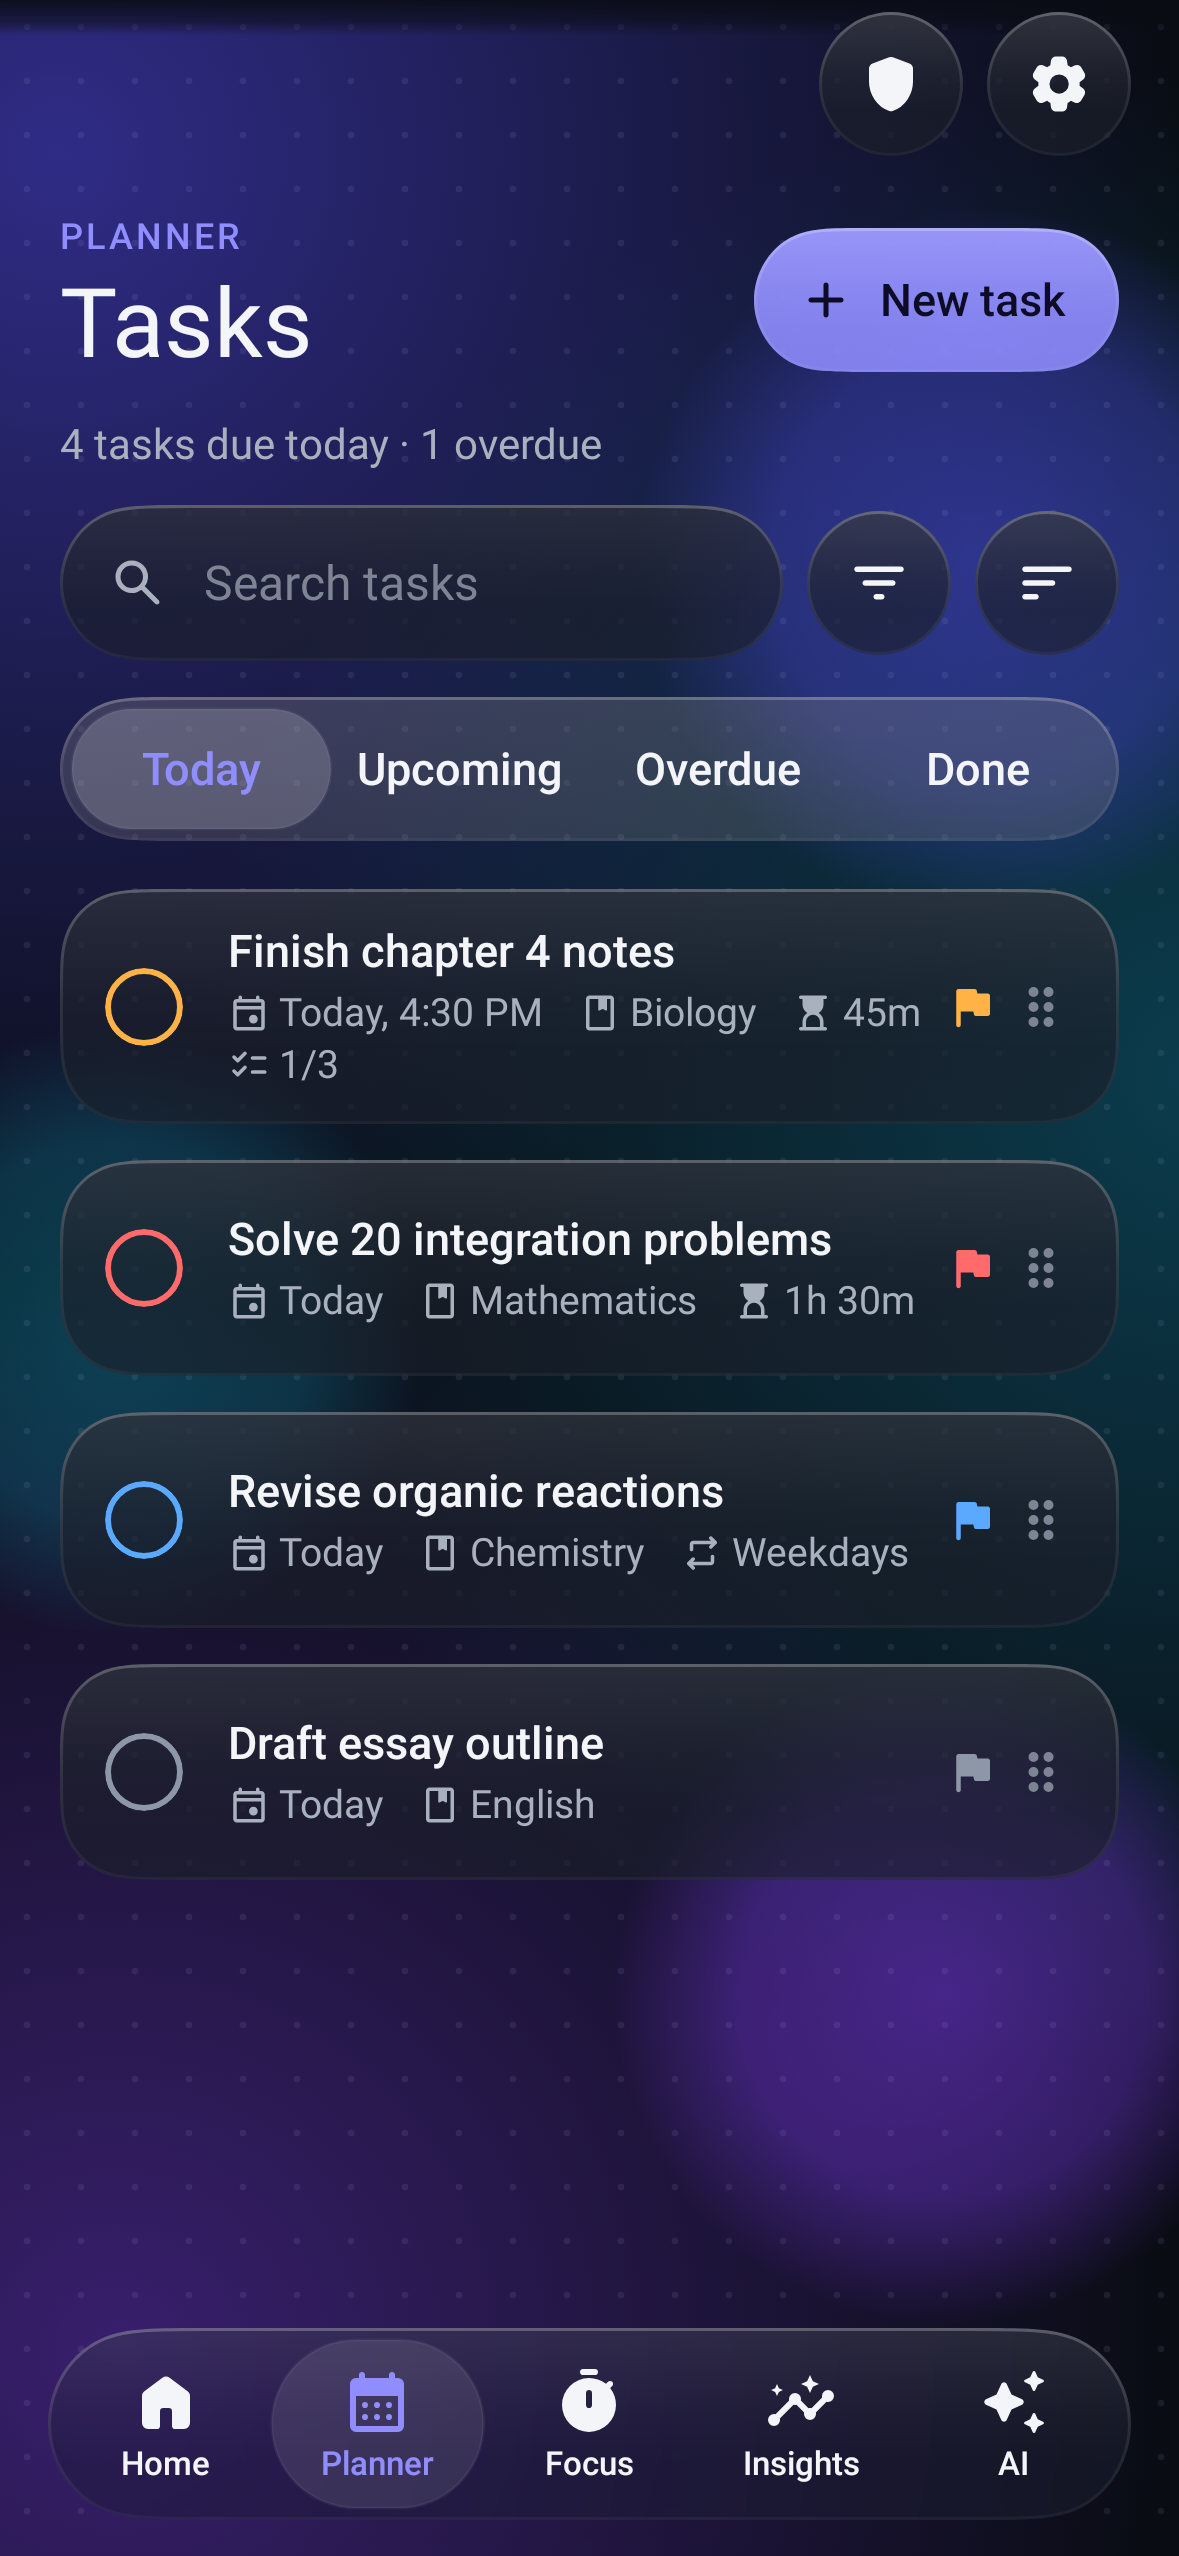 PLANNER
Tasks
New task
4 tasks due today · 1 overdue
Search tasks
Today Upcoming Overdue Done
Finish chapter 4 notes
Today, 4:30 PM Biology 45m
1/3
Solve 20 integration problems
Today Mathematics 1h 30m
Revise organic reactions
Today Chemistry Weekdays
Draft essay outline
Today English
Home Planner Focus Insights AI